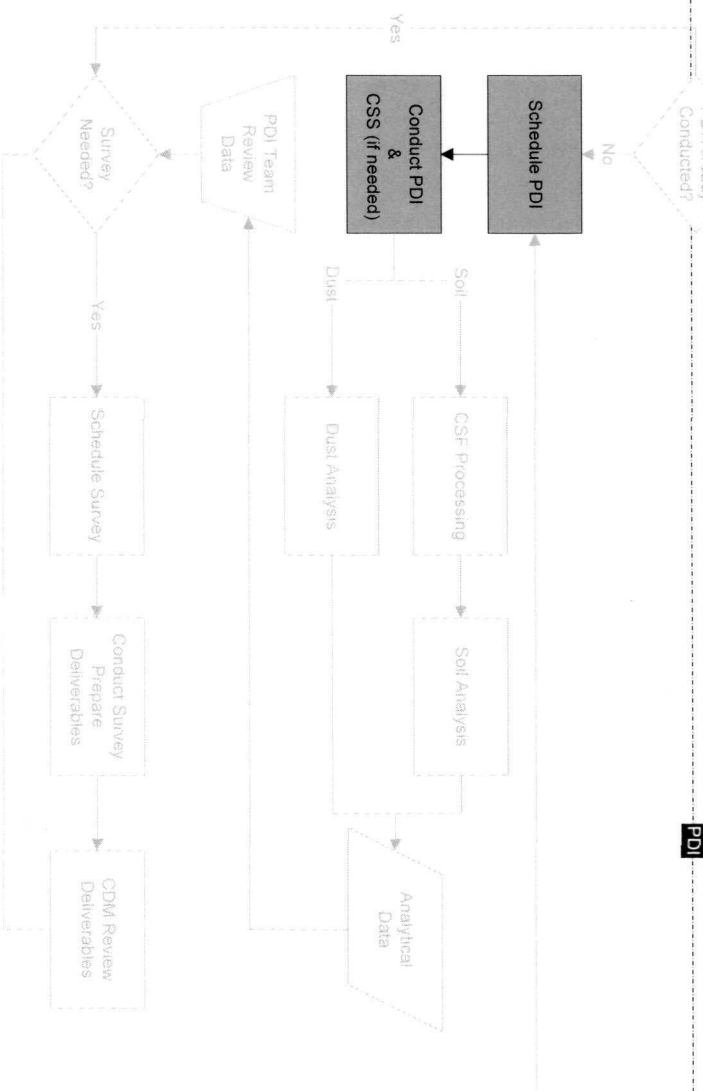 PDI
Conducted?
Yes
No
Schedule PDI
Conduct PDI
&
CSS (if needed)
Soil
Dust
CSF Processing
Soil Analysis
Dust Analysis
Analytical
Data
PDI Team
Review
Data
Survey
Needed?
Yes
Schedule Survey
Conduct Survey
Prepare
Deliverables
CDM Review
Deliverables